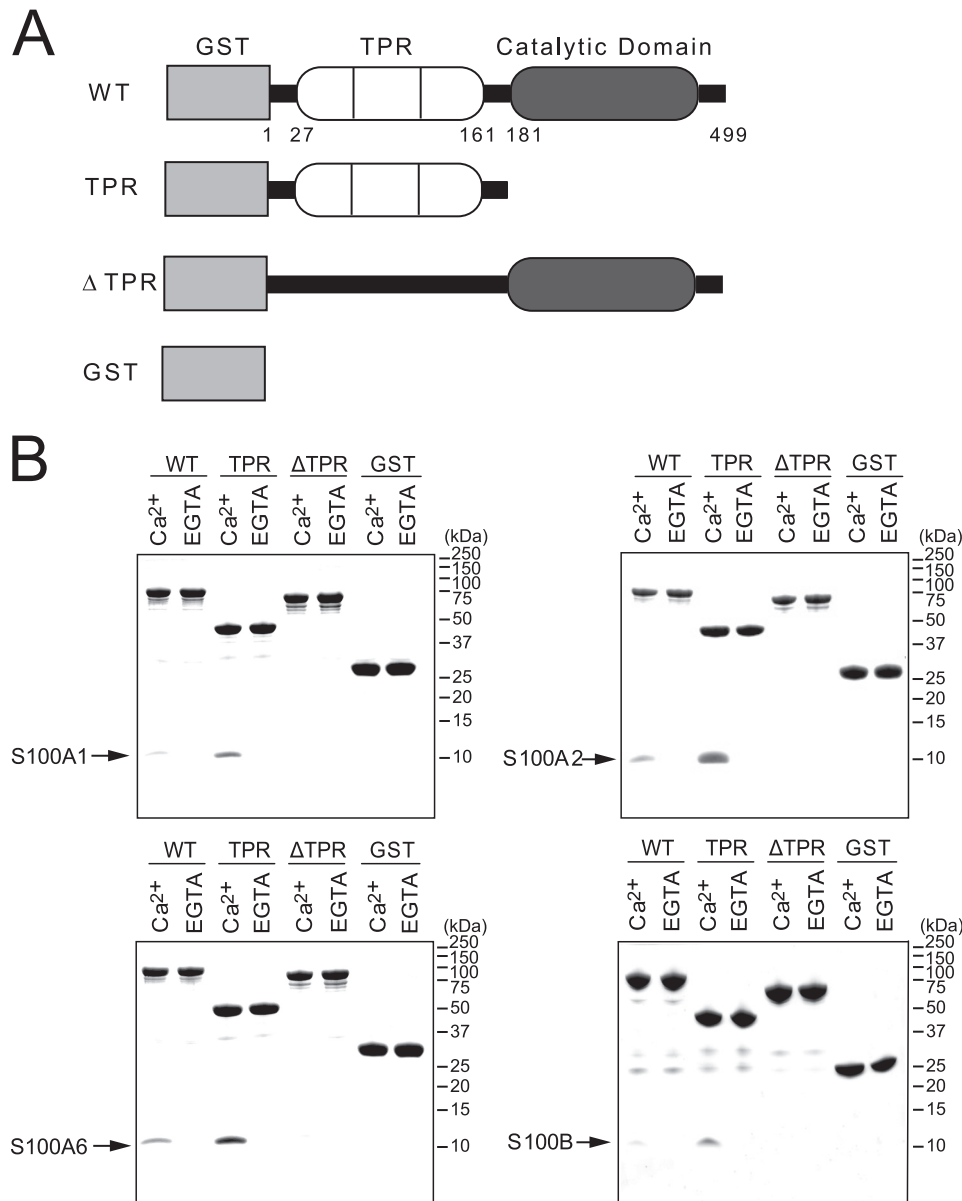 A
GST TPR Catalytic Domain
WT
1 27 161 181 499
TPR
Δ TPR
GST
B
WT TPR ΔTPR GST
Ca2+ EGTA Ca2+ EGTA Ca2+ EGTA Ca2+ EGTA
(kDa)
250
150
100
75
50
37
25
20
15
10
S100A1
WT TPR ΔTPR GST
Ca2+ EGTA Ca2+ EGTA Ca2+ EGTA Ca2+ EGTA
(kDa)
250
150
100
75
50
37
25
20
15
10
S100A2
WT TPR ΔTPR GST
Ca2+ EGTA Ca2+ EGTA Ca2+ EGTA Ca2+ EGTA
(kDa)
250
150
100
75
50
37
25
20
15
10
S100A6
WT TPR ΔTPR GST
Ca2+ EGTA Ca2+ EGTA Ca2+ EGTA Ca2+ EGTA
(kDa)
250
150
100
75
50
37
25
20
15
10
S100B